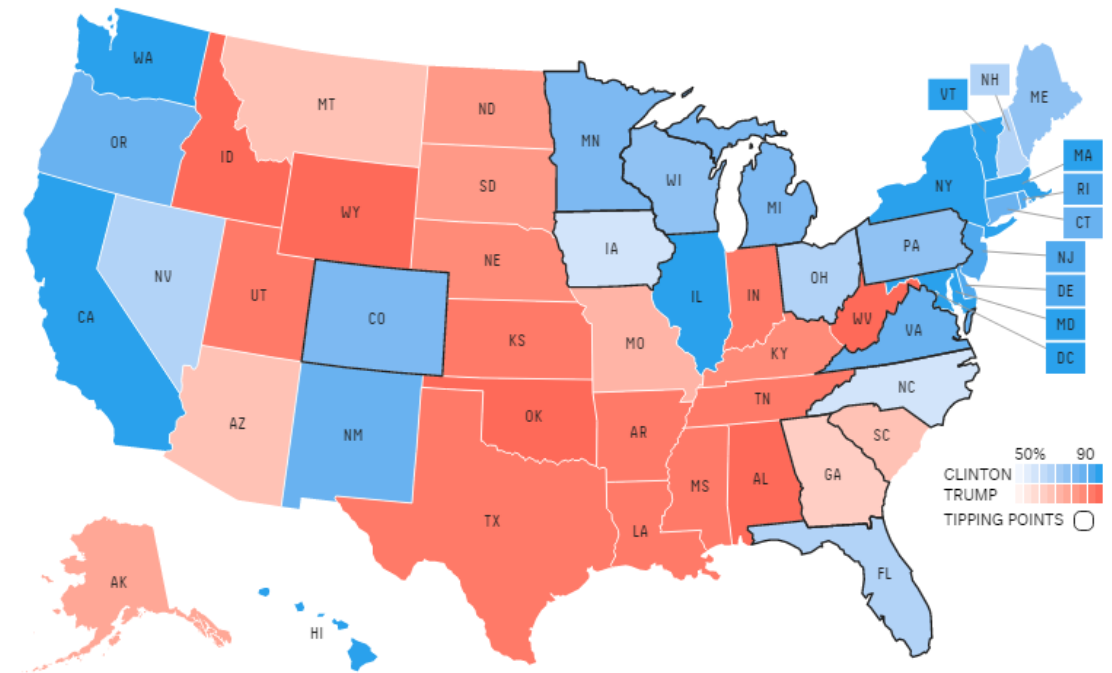 WA
MT
ND
MN
OR
ID
SD
WI
MI
WY
NE
IA
NV
UT
CO
CA
KS
MO
IL
IN
OH
PA
NY
VT
NH
ME
MA
RI
CT
NJ
DE
MD
DC
WV
VA
KY
NC
TN
AZ
NM
OK
AR
SC
MS
AL
GA
TX
LA
FL
AK
HI
50% 90
CLINTON
TRUMP
TIPPING POINTS